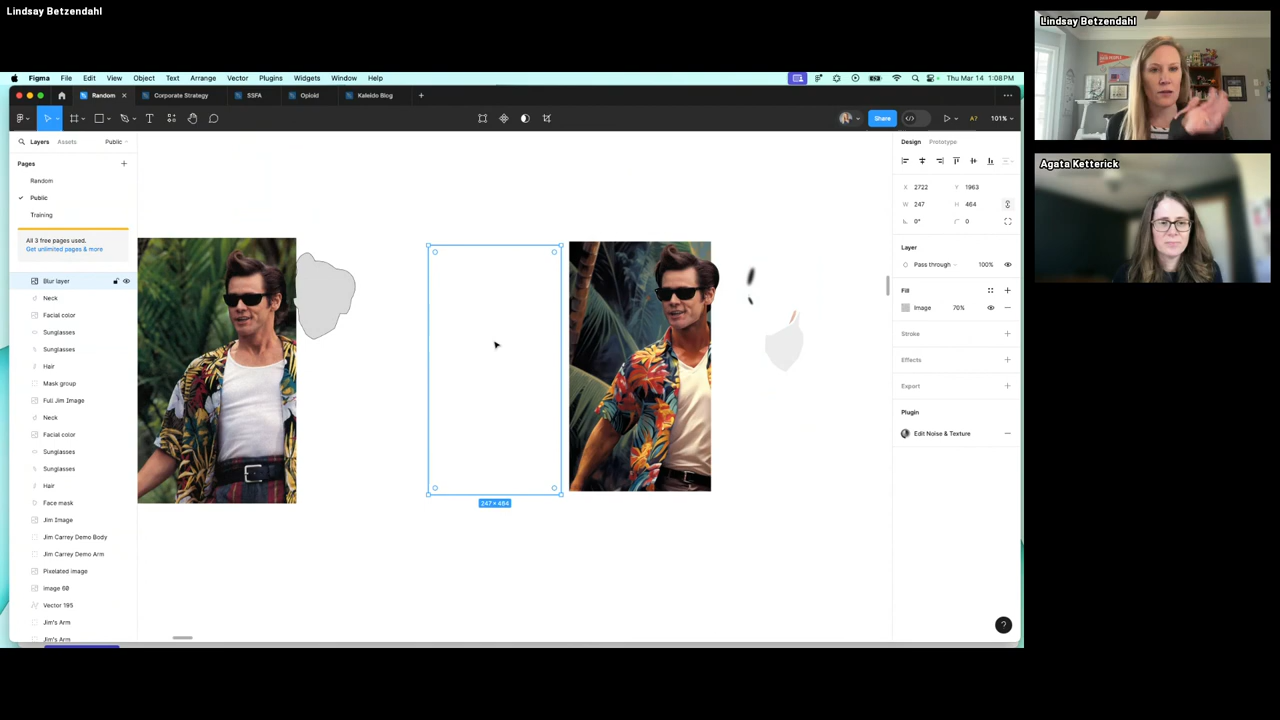 Lindsay Betzendahl
Lindsay Betzendahl
Agata Ketterick
Figma File Edit View Object Text Arrange Vector Plugins Widgets Window Help Thu Mar 14 1:08PM
Random Corporate Strategy SSFA Opioid Kaleido Blog
Share A? 101%
Layers Assets Public
Design Prototype
Pages
Random
Public
Training
All 3 free pages used.
Get unlimited pages & more
Blur layer
Neck
Facial color
Sunglasses
Sunglasses
Hair
Mask group
Full Jim Image
Neck
Facial color
Sunglasses
Sunglasses
Hair
Face mask
Jim Image
Jim Carrey Demo Body
Jim Carrey Demo Arm
Pixelated image
Image 60
Vector 195
Jim's Arm
Jim's Arm
247 × 464
X 2722 Y 1963
W 247 H 464
0° 0
Layer
Pass through 100%
Fill
Image 70%
Stroke
Effects
Export
Plugin
Edit Noise & Texture
?